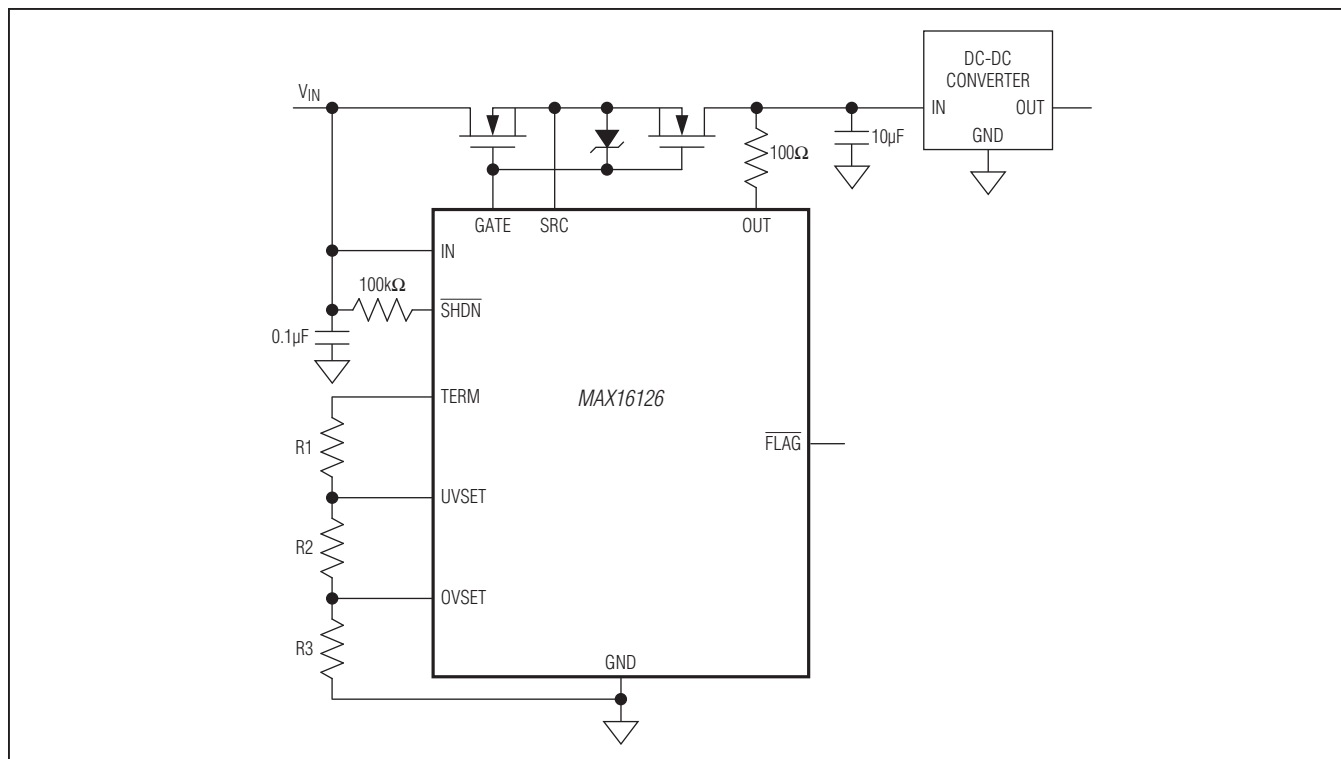 DC-DC
CONVERTER
IN
OUT
GND
VIN
10µF
100Ω
GATE
SRC
OUT
IN
100kΩ
SHDN
0.1µF
TERM
MAX16126
R1
FLAG
UVSET
R2
OVSET
R3
GND